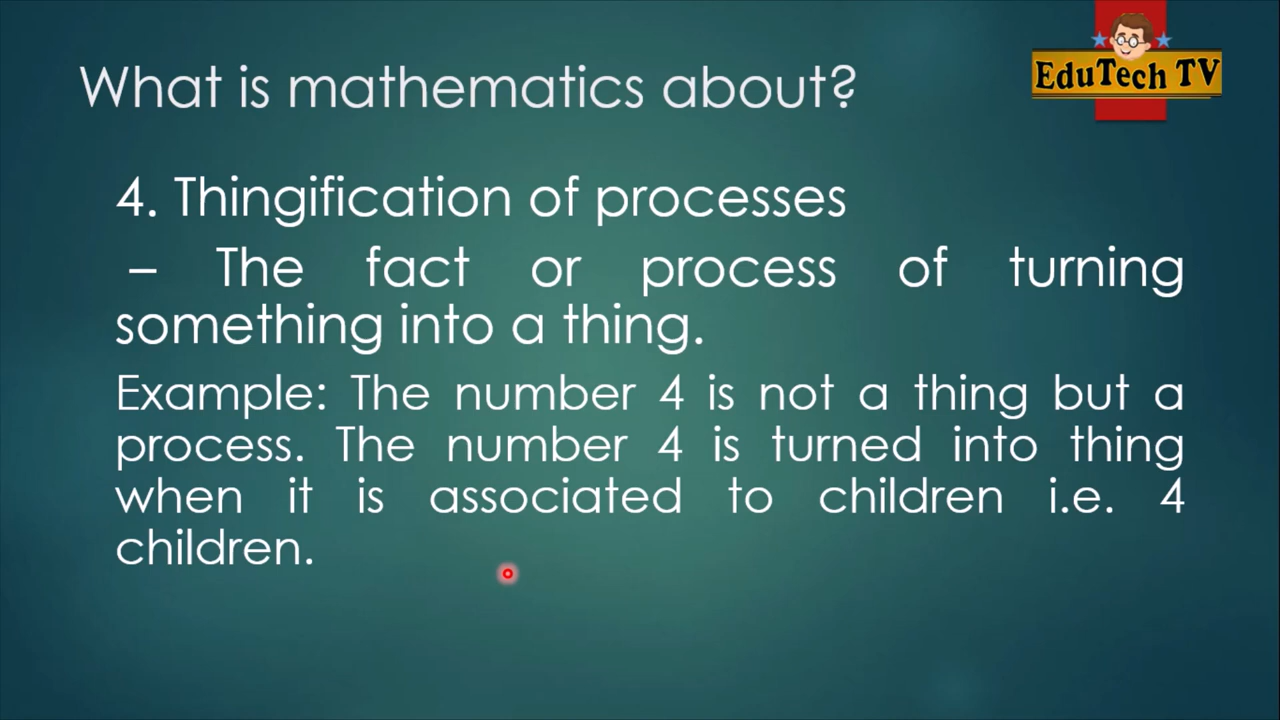 What is mathematics about?
EduTech TV
4. Thingification of processes
– The fact or process of turning
something into a thing.
Example: The number 4 is not a thing but a
process. The number 4 is turned into thing
when it is associated to children i.e. 4
children.